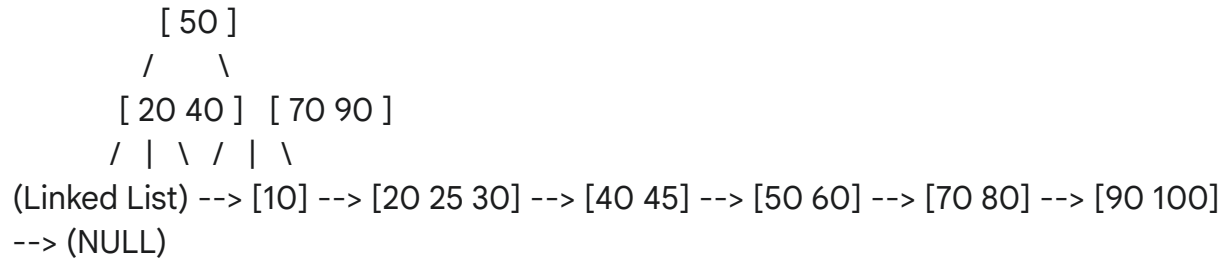 [ 50 ]
/ \
[ 20 40 ] [ 70 90 ]
/ | \ / | \
(Linked List) --> [10] --> [20 25 30] --> [40 45] --> [50 60] --> [70 80] --> [90 100]
--> (NULL)